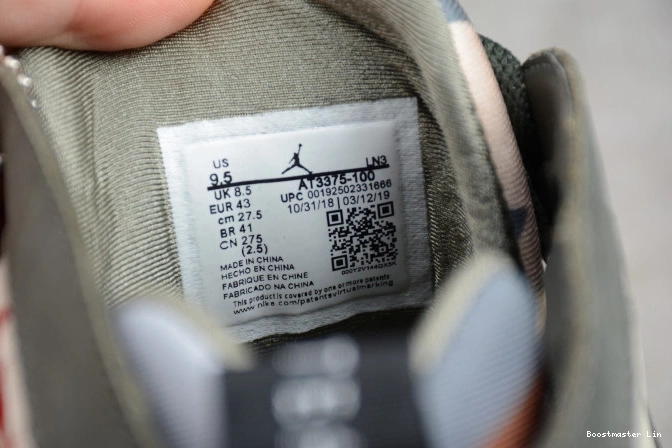 US
9.5
LN3
AT3375-100
UK 8.5
UPC 00192502331666
EUR 43
10/31/18 | 03/12/19
cm 27.5
BR 41
CN 275
(2.5)
MADE IN CHINA
HECHO EN CHINA
FABRIQUE EN CHINE
FABRICADO NA CHINA
This product is covered by one or more patents
www.nike.com/patentsvirtualmarking
Boostmaster Lin